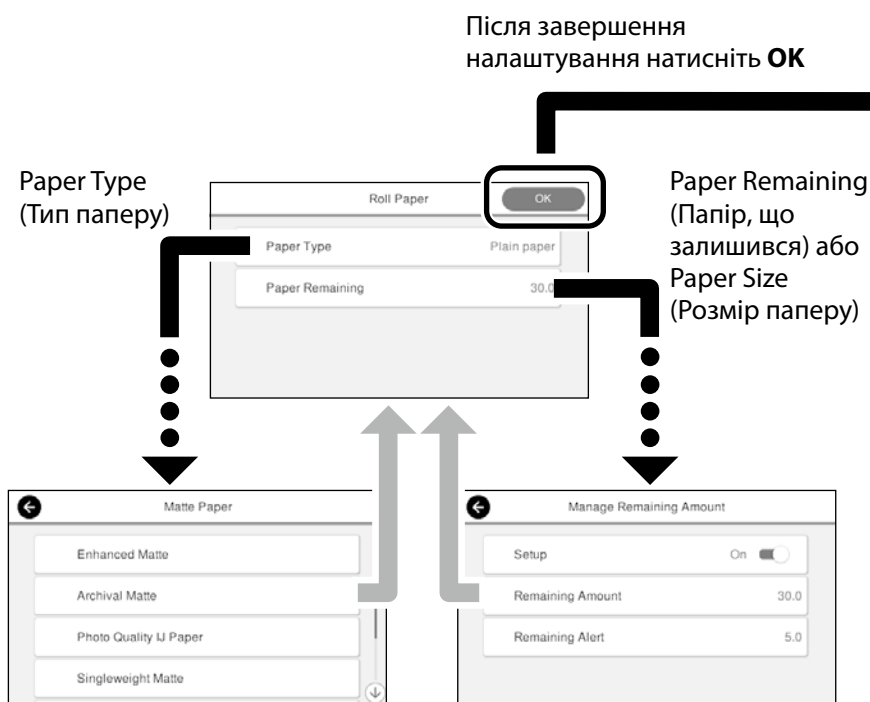 Після завершення
налаштування натисніть OK
Paper Type
(Тип паперу)
Roll Paper
OK
Paper Type
Plain paper
Paper Remaining
30.0
Paper Remaining
(Папір, що
залишився) або
Paper Size
(Розмір паперу)
Matte Paper
Enhanced Matte
Archival Matte
Photo Quality IJ Paper
Singleweight Matte
Manage Remaining Amount
Setup
On
Remaining Amount
30.0
Remaining Alert
5.0